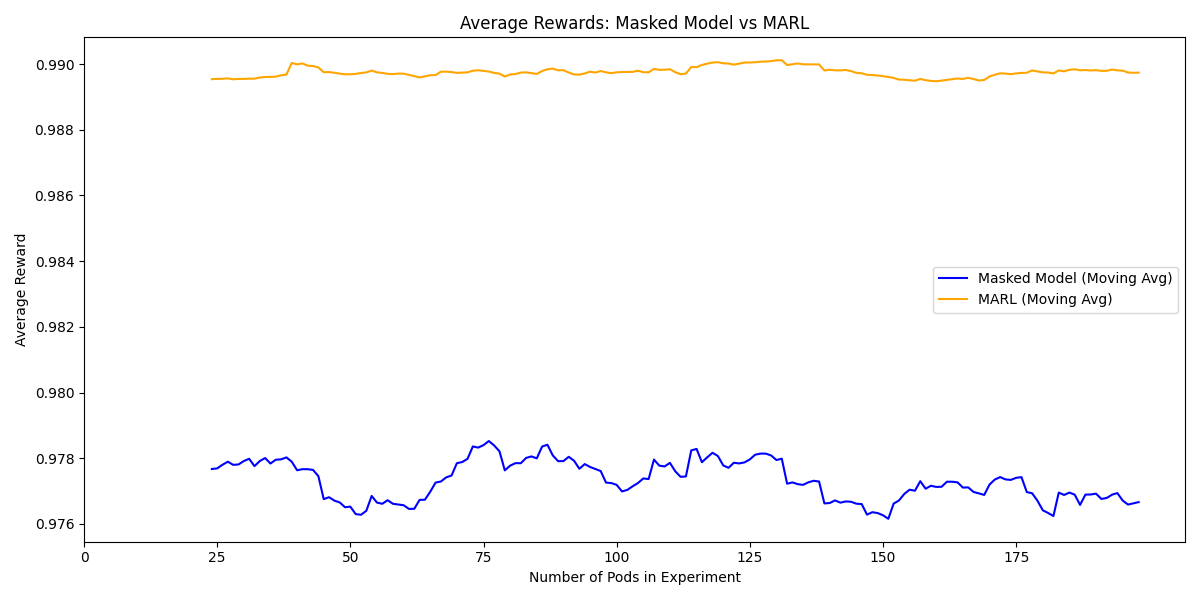 Average Rewards: Masked Model vs MARL
0.990
0.988
0.986
0.984
0.982
0.980
0.978
0.976
Average Reward
Masked Model (Moving Avg)
MARL (Moving Avg)
0 25 50 75 100 125 150 175
Number of Pods in Experiment